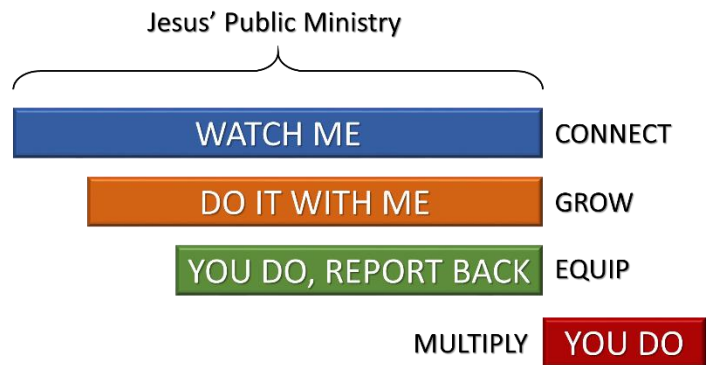 Jesus' Public Ministry
WATCH ME CONNECT
DO IT WITH ME GROW
YOU DO, REPORT BACK EQUIP
MULTIPLY YOU DO